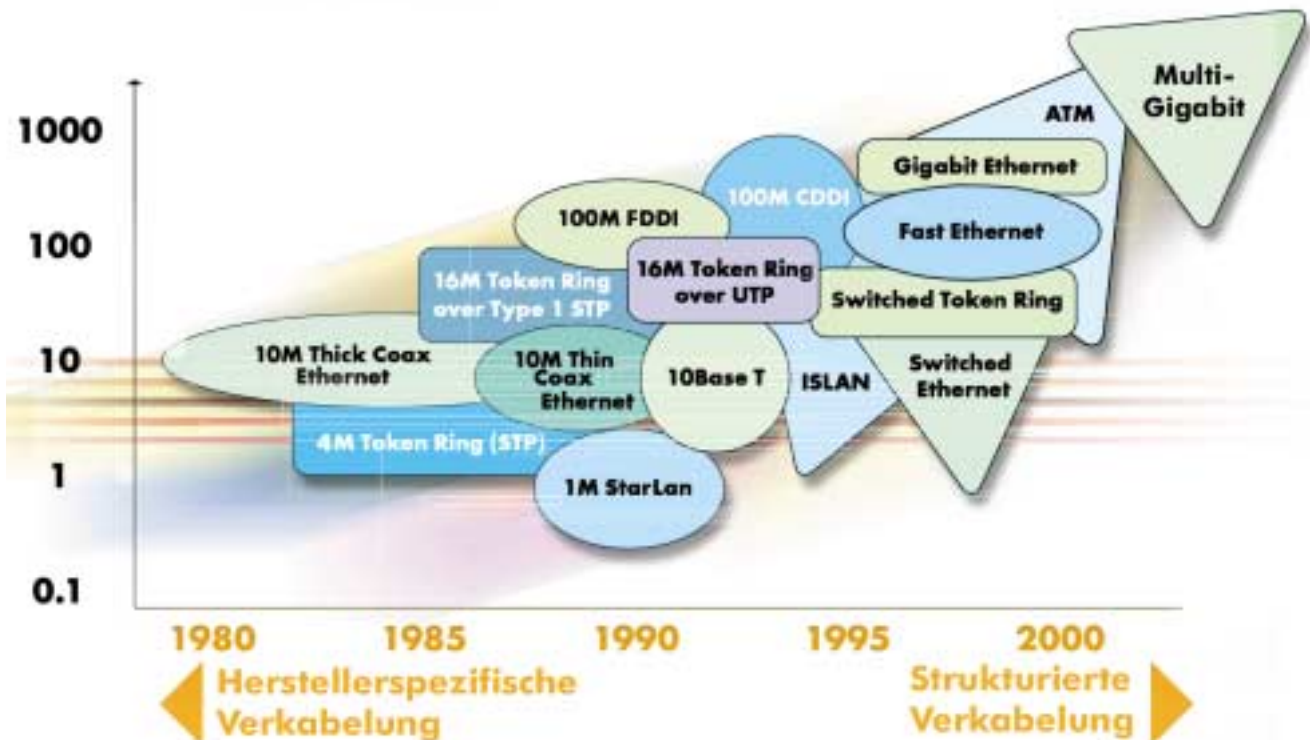 Multi-
Gigabit
1000
ATM
Gigabit Ethernet
100M CDDI
100M FDDI
Fast Ethernet
100
16M Token Ring
over Type 1 STP
16M Token Ring
over UTP
Switched Token Ring
10
10M Thick Coax
Ethernet
10M Thin
Coax
Ethernet
10Base T
ISLAN
Switched
Ethernet
4M Token Ring (STP)
1
1M StarLan
0.1
1980
1985
1990
1995
2000
Herstellerspezifische
Verkabelung
Strukturierte
Verkabelung